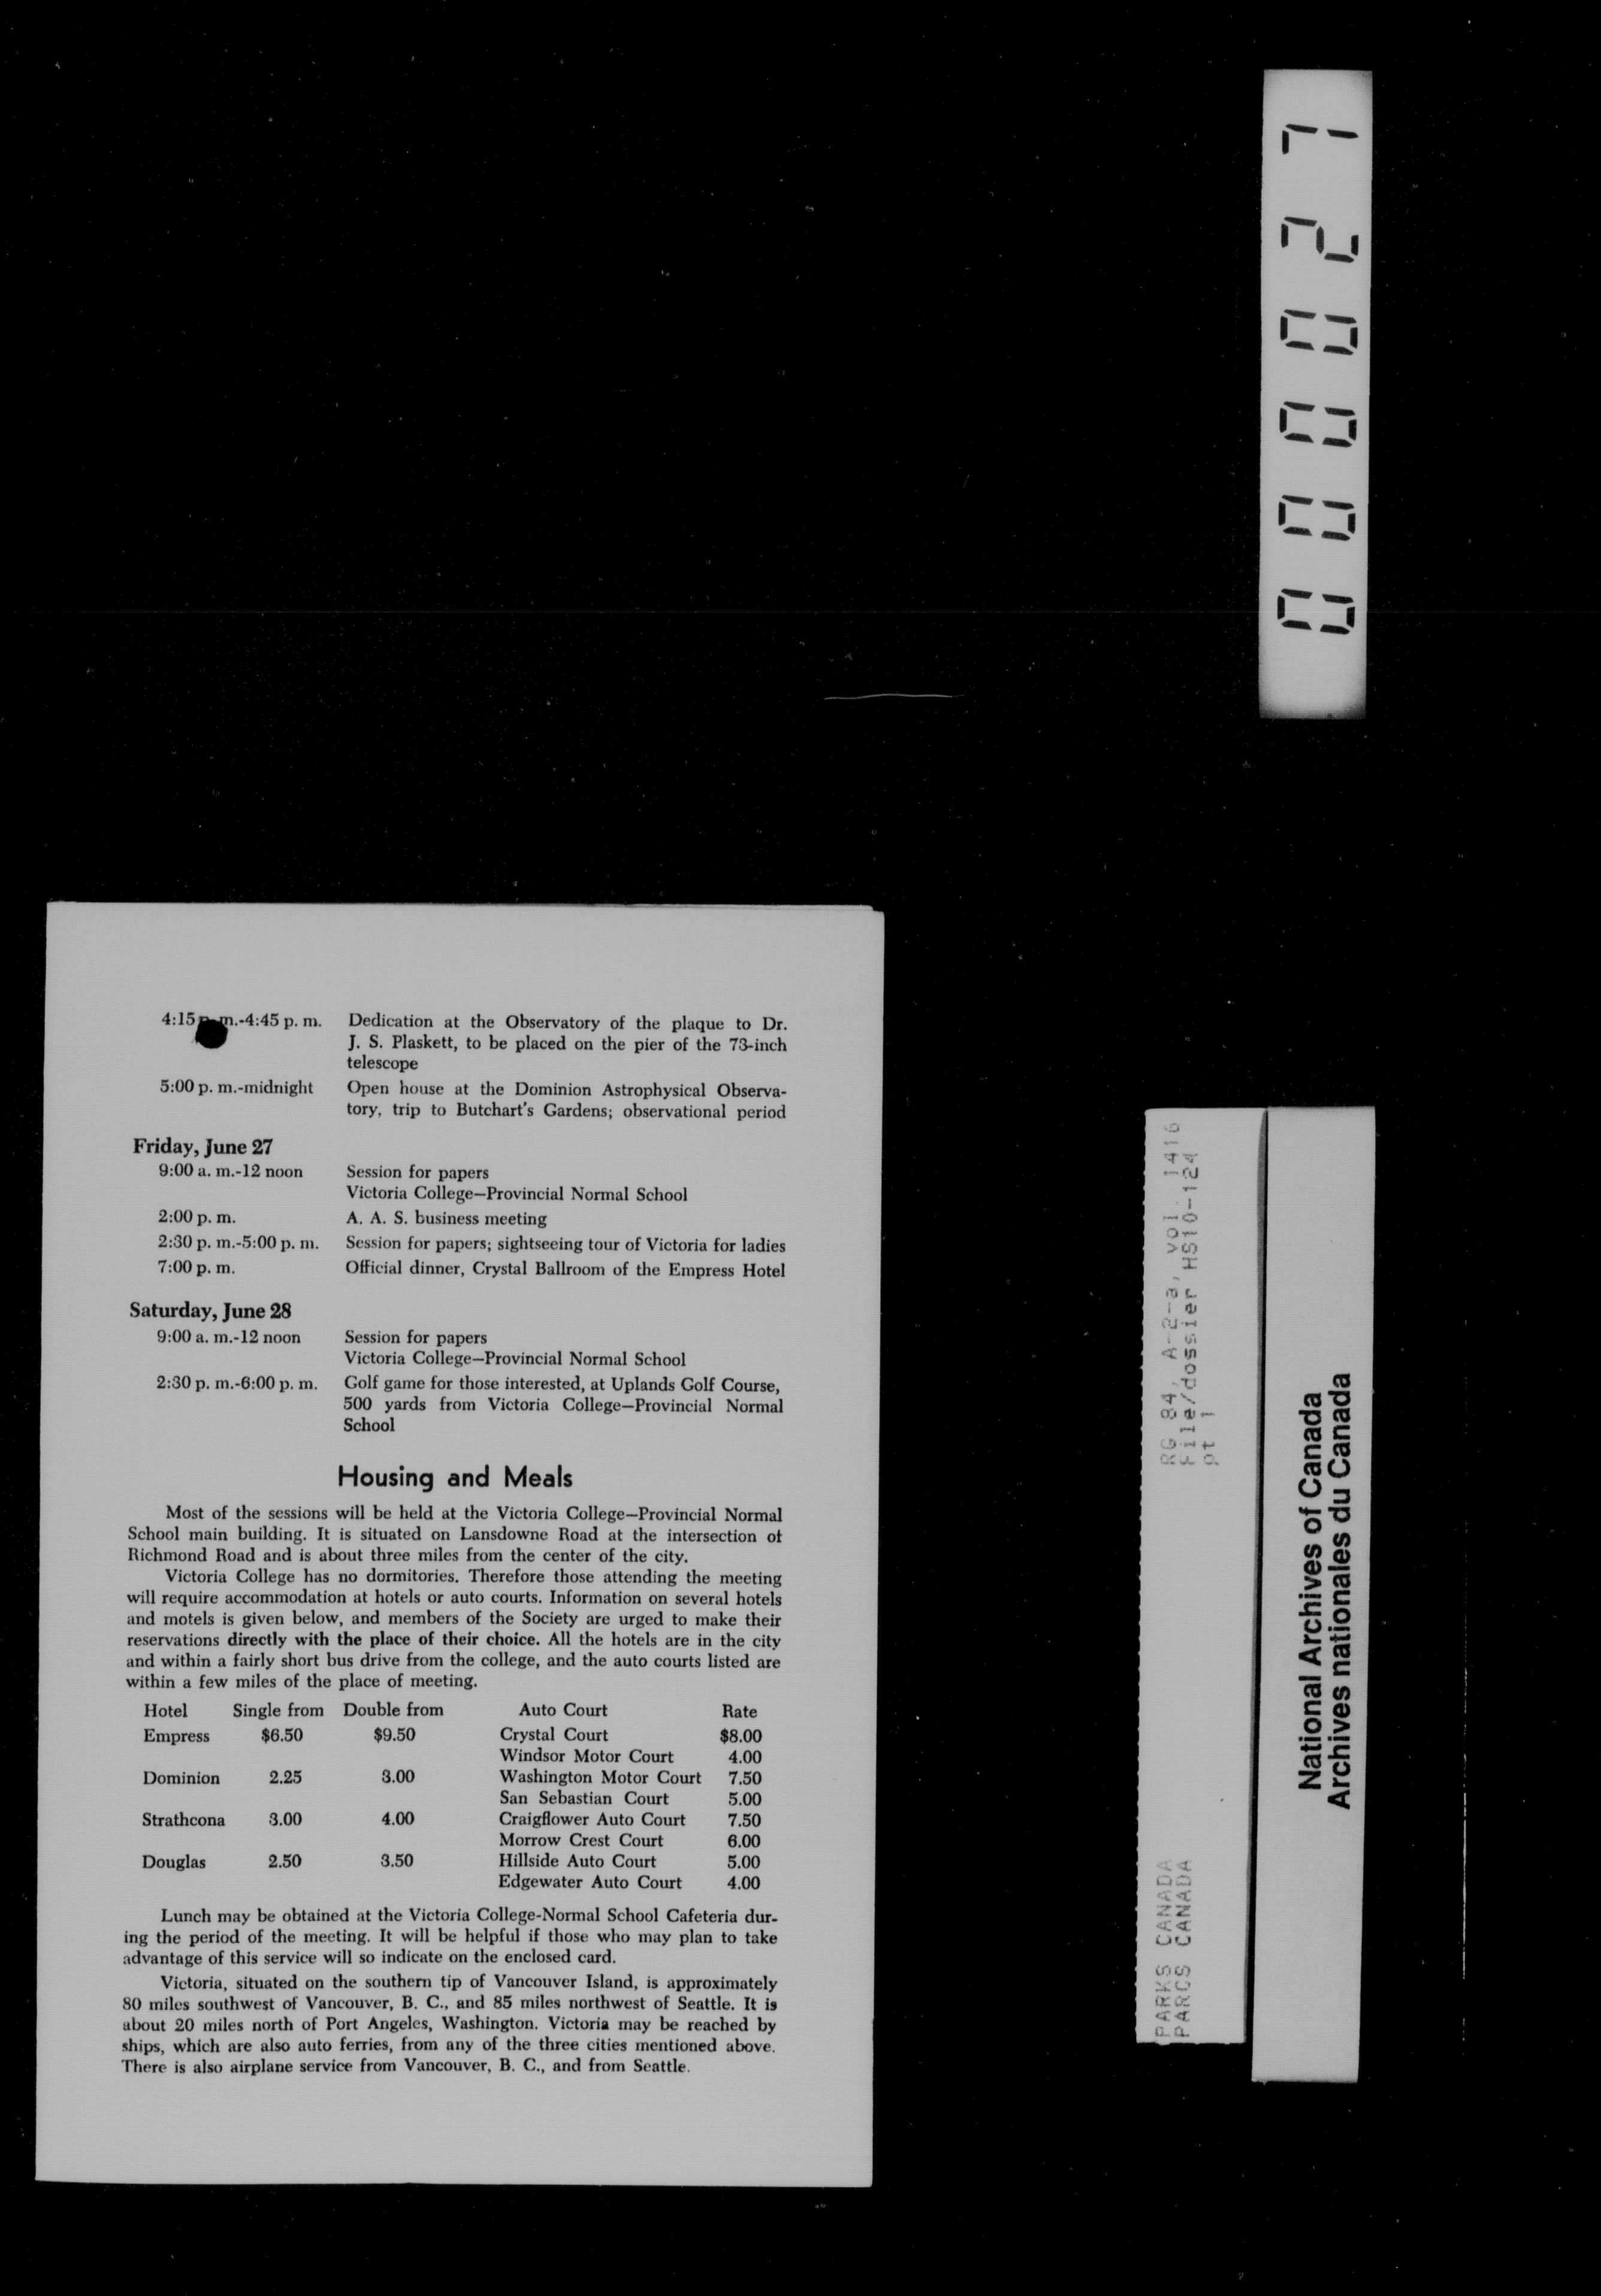 4:15 p. m.-4:45 p. m. Dedication at the Observatory of the plaque to Dr.
J. S. Plaskett, to be placed on the pier of the 73-inch
telescope
5:00 p. m.-midnight Open house at the Dominion Astrophysical Observa-
tory, trip to Butchart's Gardens; observational period
Friday, June 27
9:00 a. m.-12 noon Session for papers
Victoria College—Provincial Normal School
2:00 p. m. A. A. S. business meeting
2:30 p. m.-5:00 p. m. Session for papers; sightseeing tour of Victoria for ladies
7:00 p. m. Official dinner, Crystal Ballroom of the Empress Hotel
Saturday, June 28
9:00 a. m.-12 noon Session for papers
Victoria College—Provincial Normal School
2:30 p. m.-6:00 p. m. Golf game for those interested, at Uplands Golf Course,
500 yards from Victoria College—Provincial Normal
School
Housing and Meals
Most of the sessions will be held at the Victoria College—Provincial Normal
School main building. It is situated on Lansdowne Road at the intersection of
Richmond Road and is about three miles from the center of the city.
Victoria College has no dormitories. Therefore those attending the meeting
will require accommodation at hotels or auto courts. Information on several hotels
and motels is given below, and members of the Society are urged to make their
reservations directly with the place of their choice. All the hotels are in the city
and within a fairly short bus drive from the college, and the auto courts listed are
within a few miles of the place of meeting.
Hotel Single from Double from Auto Court Rate
Empress $6.50 $9.50 Crystal Court $8.00
Windsor Motor Court 4.00
Dominion 2.25 3.00 Washington Motor Court 7.50
San Sebastian Court 5.00
Strathcona 3.00 4.00 Craigflower Auto Court 7.50
Morrow Crest Court 6.00
Douglas 2.50 3.50 Hillside Auto Court 5.00
Edgewater Auto Court 4.00
Lunch may be obtained at the Victoria College-Normal School Cafeteria dur-
ing the period of the meeting. It will be helpful if those who may plan to take
advantage of this service will so indicate on the enclosed card.
Victoria, situated on the southern tip of Vancouver Island, is approximately
80 miles southwest of Vancouver, B. C., and 85 miles northwest of Seattle. It is
about 20 miles north of Port Angeles, Washington. Victoria may be reached by
ships, which are also auto ferries, from any of the three cities mentioned above.
There is also airplane service from Vancouver, B. C., and from Seattle.
000027
PARKS CANADA RG 84, A-2-a, vol. 1416
PARCS CANADA File/dossier HS10-124
pt 1
National Archives of Canada
Archives nationales du Canada